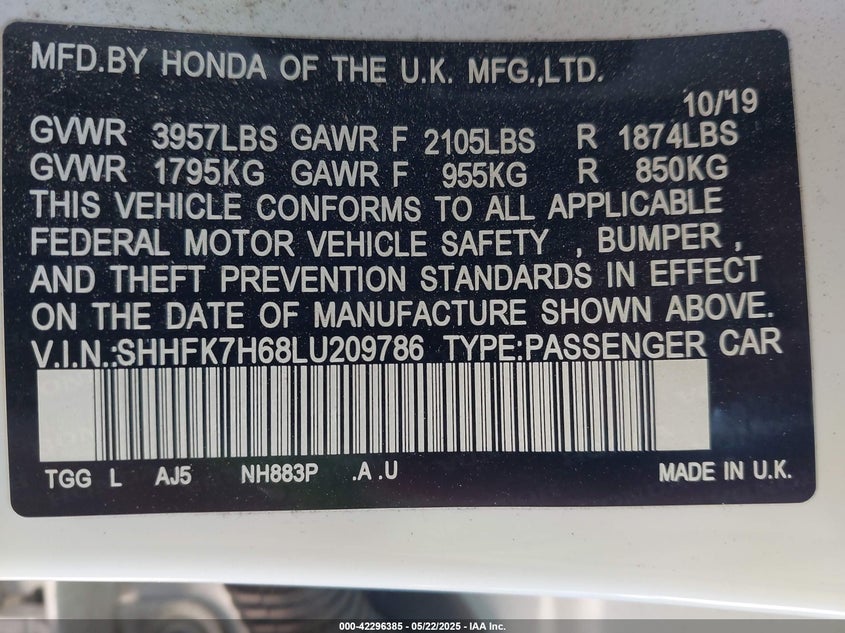 MFD.BY HONDA OF THE U.K. MFG.,LTD.
10/'19
GVWR 3957LBS GAWR F 2105LBS R 1874LBS
GVWR 1795KG GAWR F 955KG R 850KG
THIS VEHICLE CONFORMS TO ALL APPLICABLE
FEDERAL MOTOR VEHICLE SAFETY , BUMPER ,
AND THEFT PREVENTION STANDARDS IN EFFECT
ON THE DATE OF MANUFACTURE SHOWN ABOVE.
V.I.N.:SHHFK7H68LU209786 TYPE:PASSENGER CAR
TGG L AJ5 NH883P .A .U MADE IN U.K.
000-42296385 - 05/22/2025 - IAA Inc.